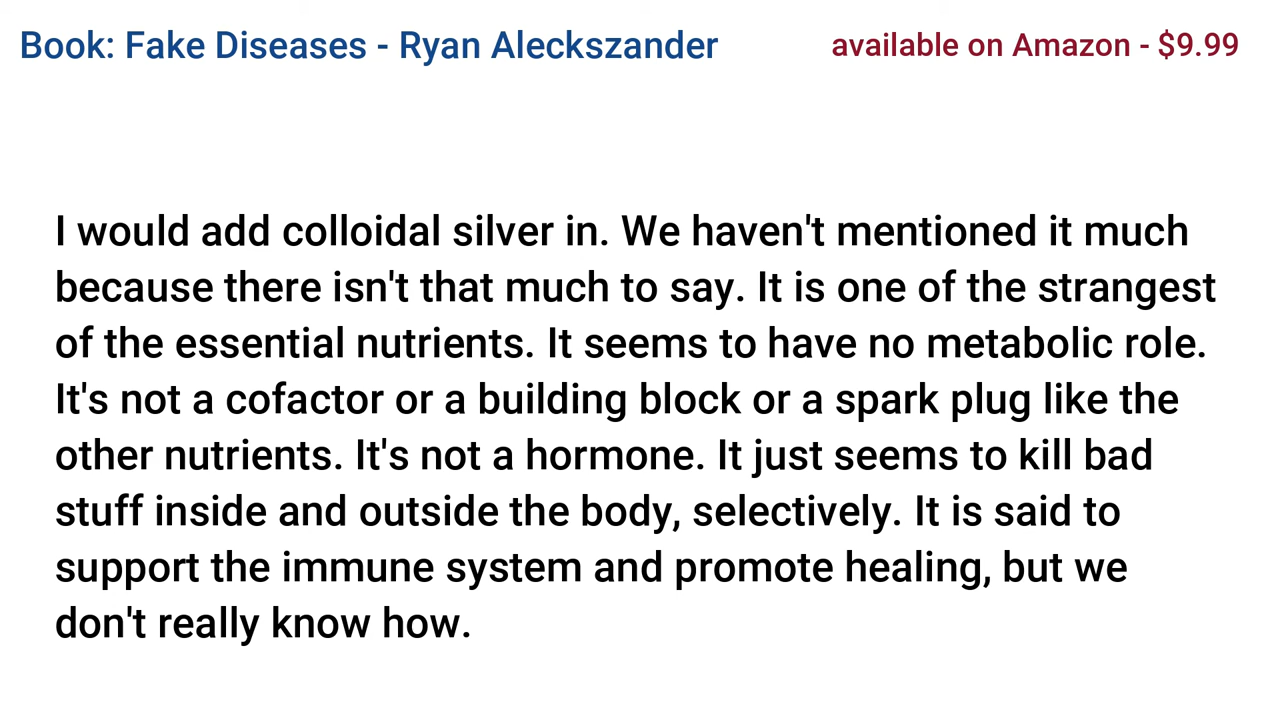 Book: Fake Diseases - Ryan Aleckszander
available on Amazon - $9.99
I would add colloidal silver in. We haven't mentioned it much
because there isn't that much to say. It is one of the strangest
of the essential nutrients. It seems to have no metabolic role.
It's not a cofactor or a building block or a spark plug like the
other nutrients. It's not a hormone. It just seems to kill bad
stuff inside and outside the body, selectively. It is said to
support the immune system and promote healing, but we
don't really know how.